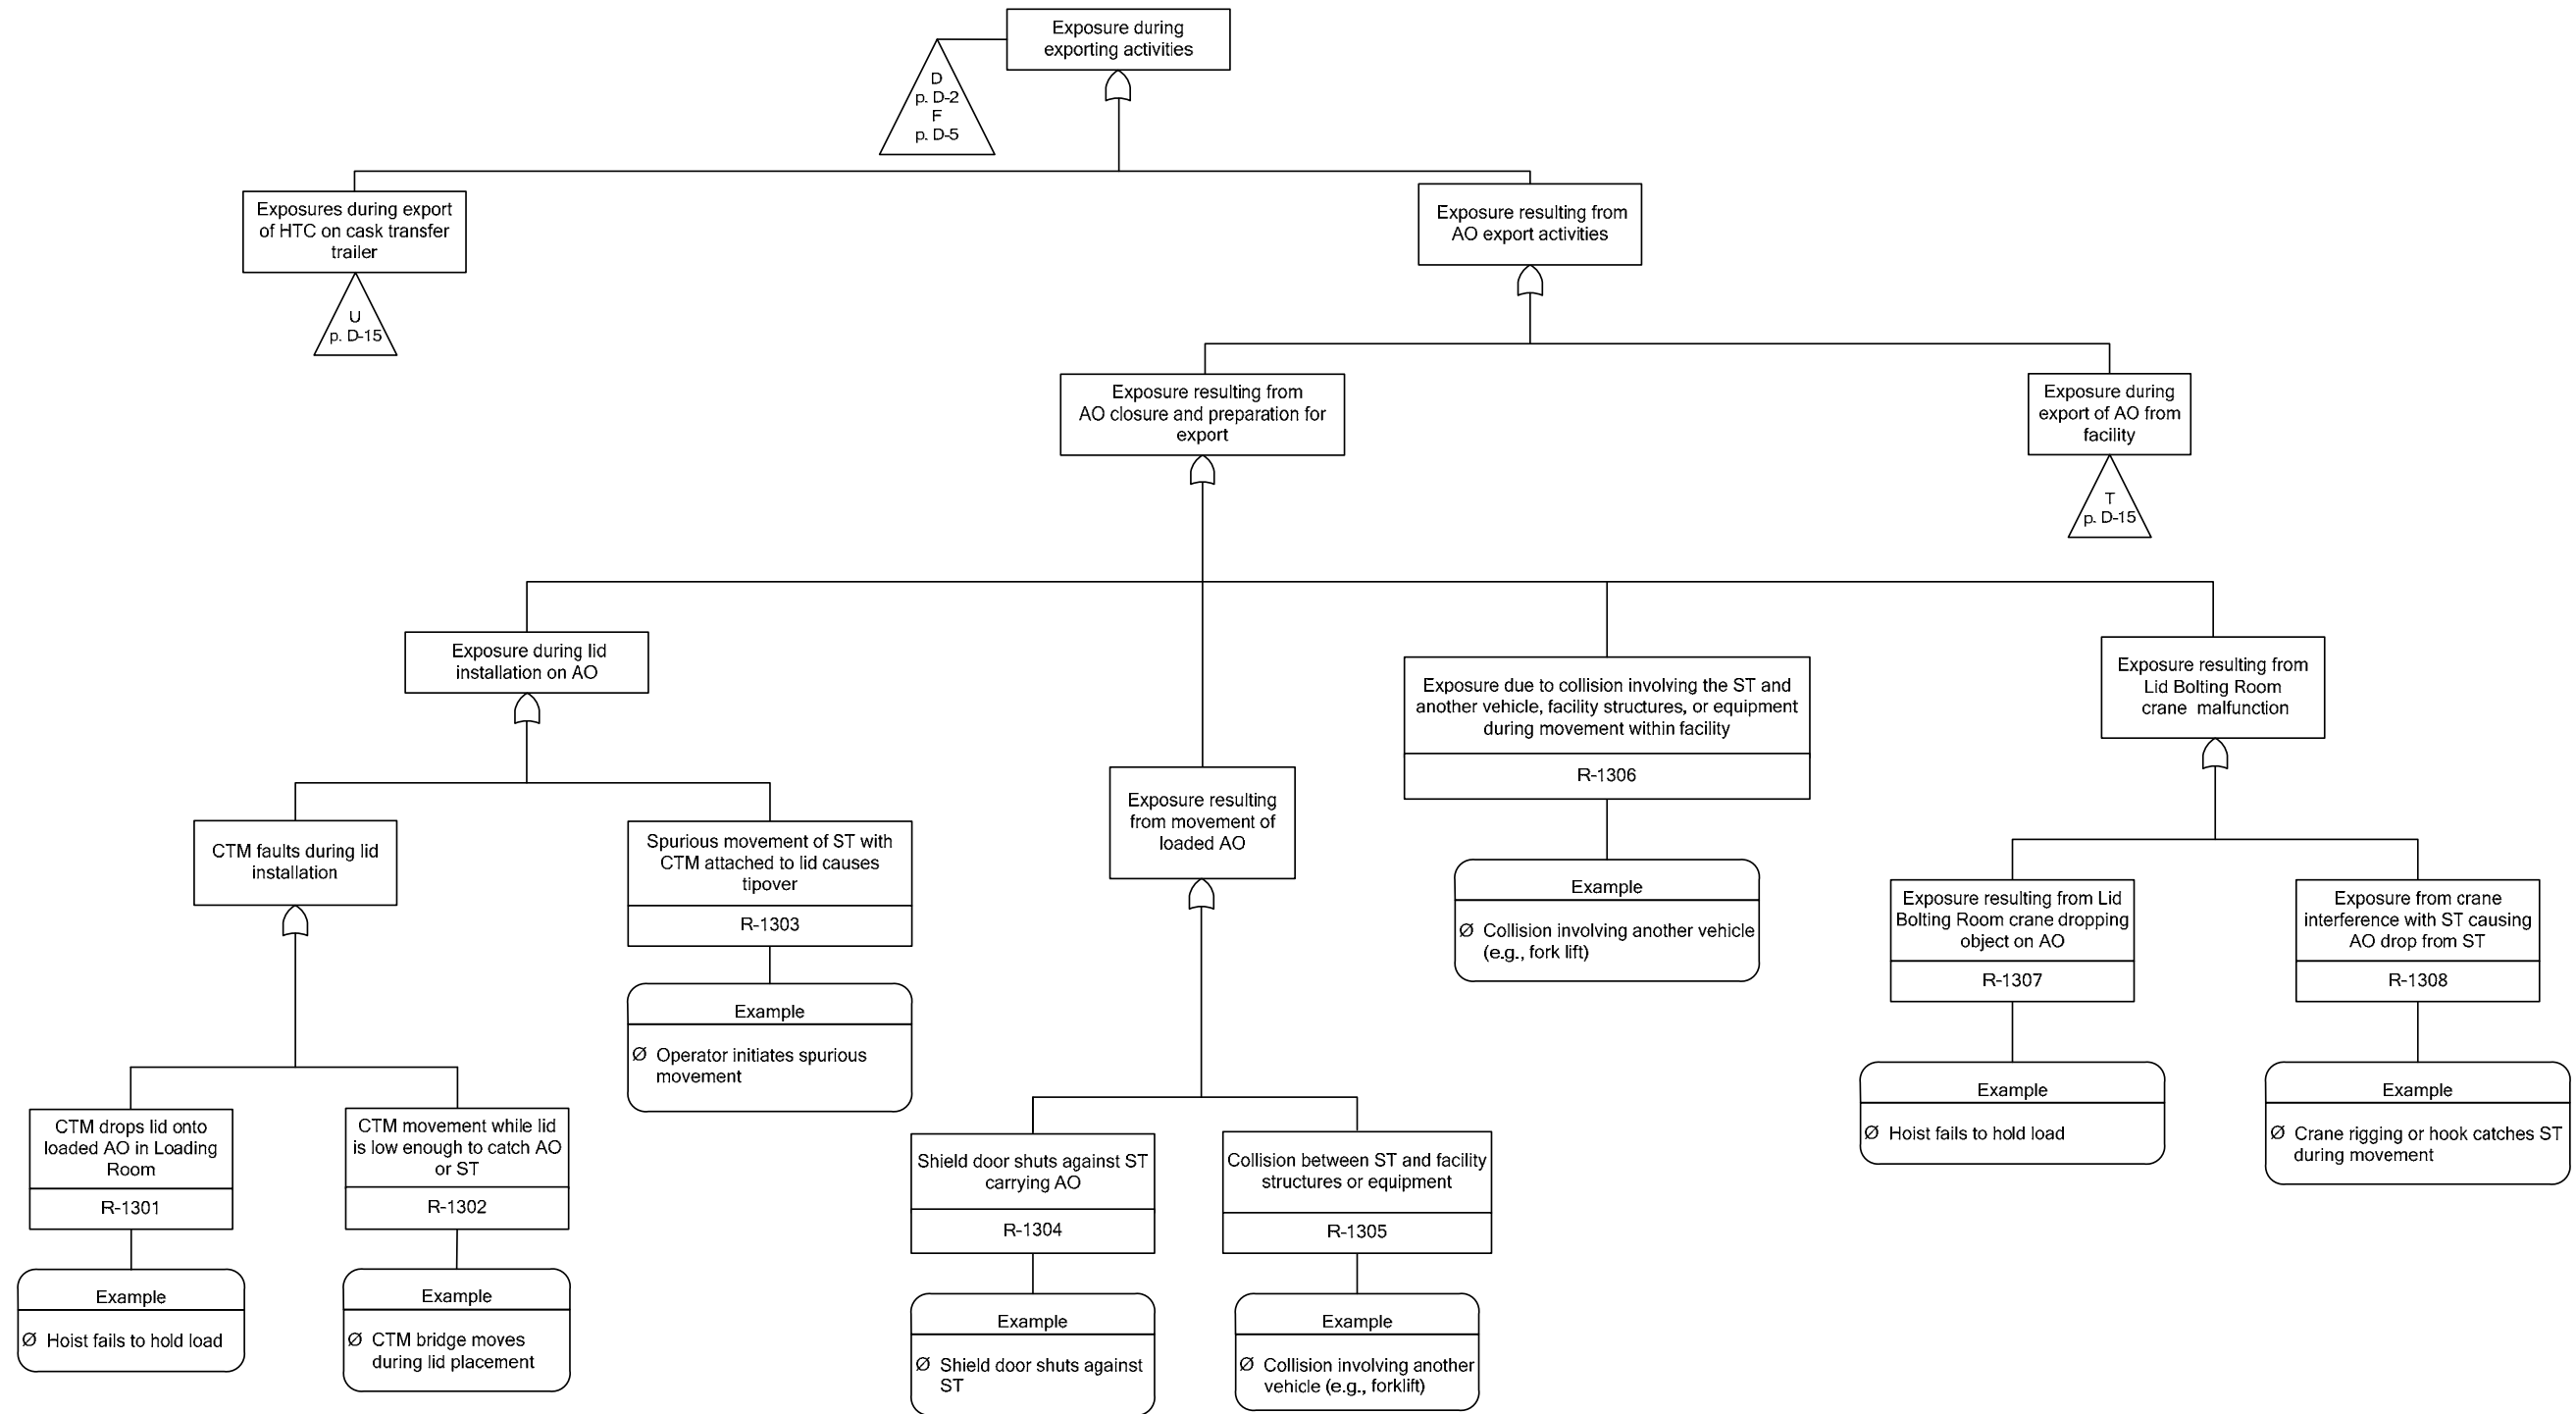 Exposure during
exporting activities
D
p. D-2
F
p. D-5
Exposures during export
of HTC on cask transfer
trailer
U
p. D-15
Exposure resulting from
AO export activities
Exposure resulting from
AO closure and preparation for
export
Exposure during
export of AO from
facility
T
p. D-15
Exposure during lid
installation on AO
Exposure resulting
from movement of
loaded AO
Exposure due to collision involving the ST and
another vehicle, facility structures, or equipment
during movement within facility
R-1306
Example
Ø Collision involving another vehicle
(e.g., fork lift)
Exposure resulting from
Lid Bolting Room
crane malfunction
CTM faults during lid
installation
Spurious movement of ST with
CTM attached to lid causes
tipover
R-1303
Example
Ø Operator initiates spurious
movement
Exposure resulting from Lid
Bolting Room crane dropping
object on AO
R-1307
Example
Ø Hoist fails to hold load
Exposure from crane
interference with ST causing
AO drop from ST
R-1308
Example
Ø Crane rigging or hook catches ST
during movement
CTM drops lid onto
loaded AO in Loading
Room
R-1301
Example
Ø Hoist fails to hold load
CTM movement while lid
is low enough to catch AO
or ST
R-1302
Example
Ø CTM bridge moves
during lid placement
Shield door shuts against ST
carrying AO
R-1304
Example
Ø Shield door shuts against
ST
Collision between ST and facility
structures or equipment
R-1305
Example
Ø Collision involving another
vehicle (e.g., forklift)